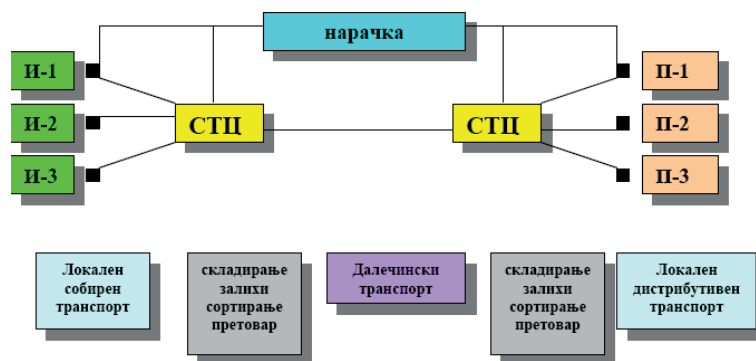 нарачка
И-1
П-1
И-2
СТЦ
СТЦ
П-2
И-3
П-3
Локален
собирен
транспорт
складирање
залихи
сортирање
претовар
Далечински
транспорт
складирање
залихи
сортирање
претовар
Локален
дистрибутивен
транспорт